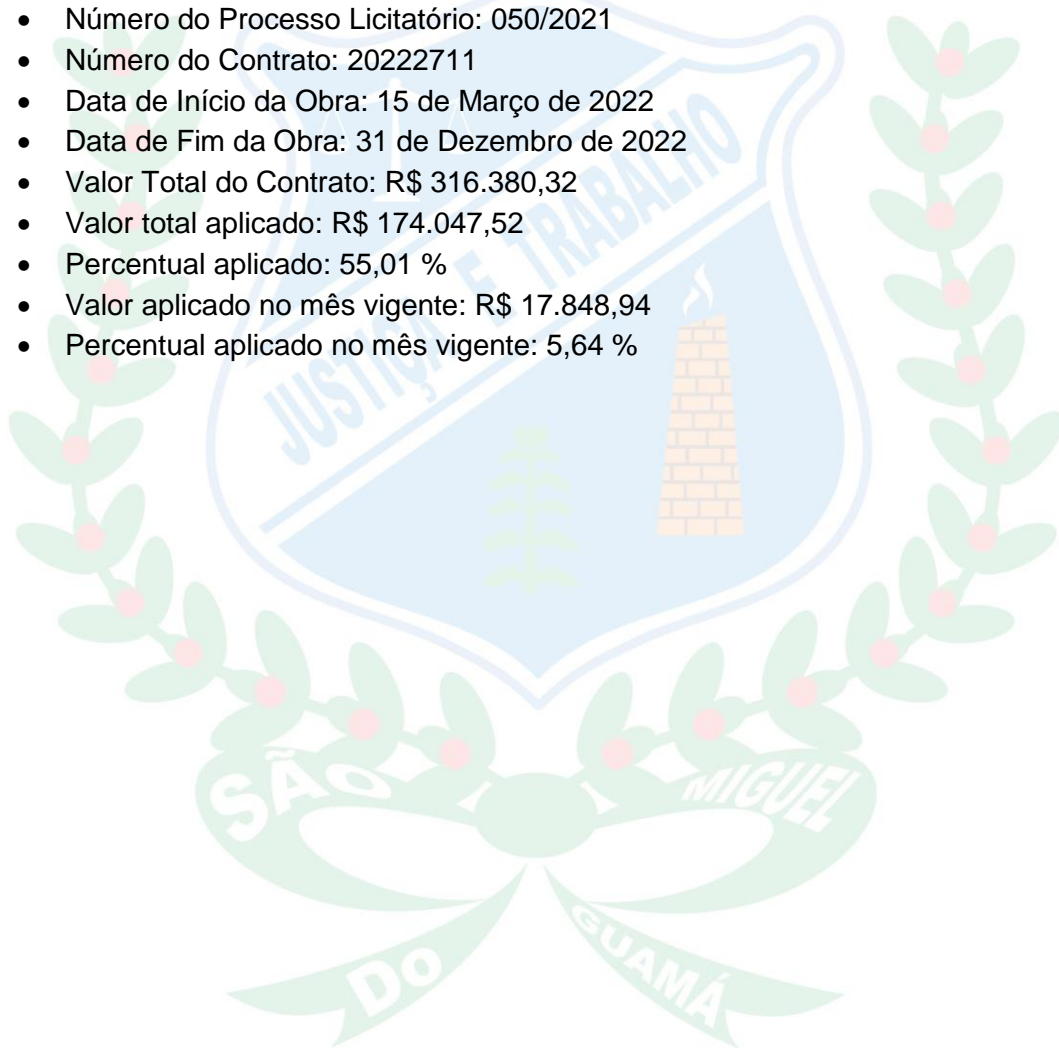 • Número do Processo Licitatório: 050/2021
• Número do Contrato: 20222711
• Data de Início da Obra: 15 de Março de 2022
• Data de Fim da Obra: 31 de Dezembro de 2022
• Valor Total do Contrato: R$ 316.380,32
• Valor total aplicado: R$ 174.047,52
• Percentual aplicado: 55,01 %
• Valor aplicado no mês vigente: R$ 17.848,94
• Percentual aplicado no mês vigente: 5,64 %
JUSTIÇA E TRABALHO
SÃO MIGUEL
DO GUAMÁ